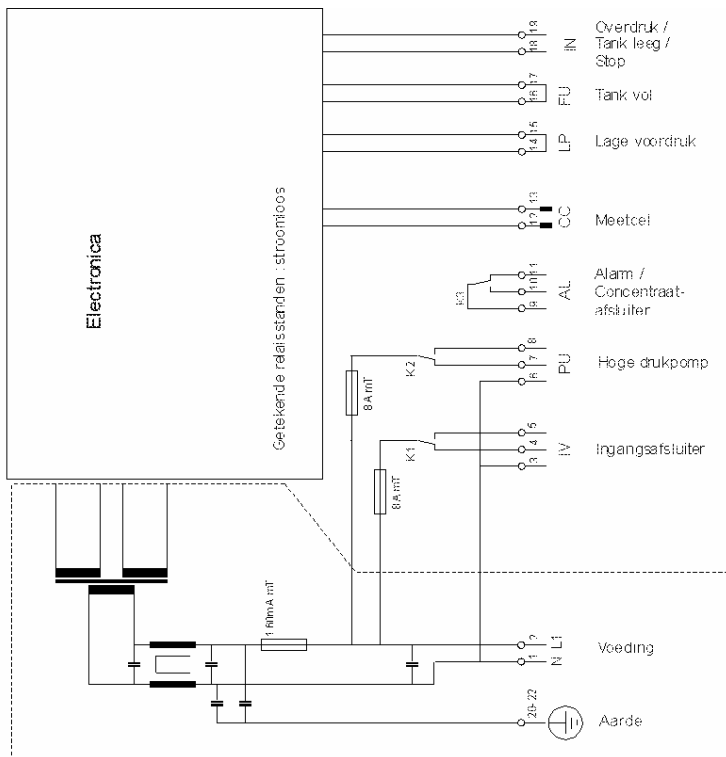 19
18
IN
Overdruk /
Tank leeg /
Stop
17
16
FU
Tank vol
15
14
LP
Lage voordruk
13
12
CC
Meetcel
11
10
9
K3
AL
Alarm /
Concentraat-
afsluiter
8
7
6
K2
PU
Hoge drukpomp
8A mT
5
4
3
K1
IV
Ingangsafsluiter
8A mT
Electronica
Getekende relaisstanden : stroomloos
160mA mT
2
L1
1
N
Voeding
20-22
Aarde